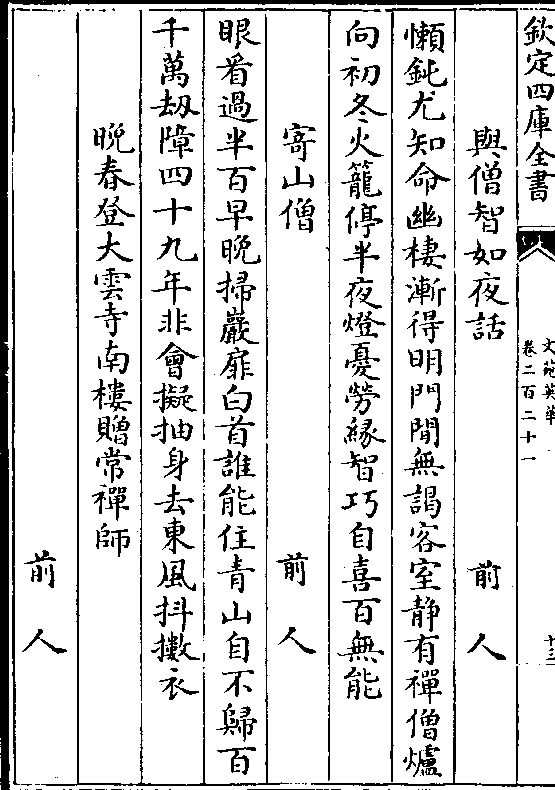 欽定四庫全書
文苑英華
卷二百二十一
十三
與僧智如夜話
前人
懶鈍尤知命幽棲漸得明門閒無謁客室静有禪僧爐
向初冬火籠停半夜燈憂勞緣智巧自喜百無能
寄山僧
前人
眼看過半百早晚掃巖扉白首誰能住青山自不歸百
千萬劫障四十九年非會擬抽身去東風抖擻衣
晩春登大雲寺南樓贈常禪師
前人